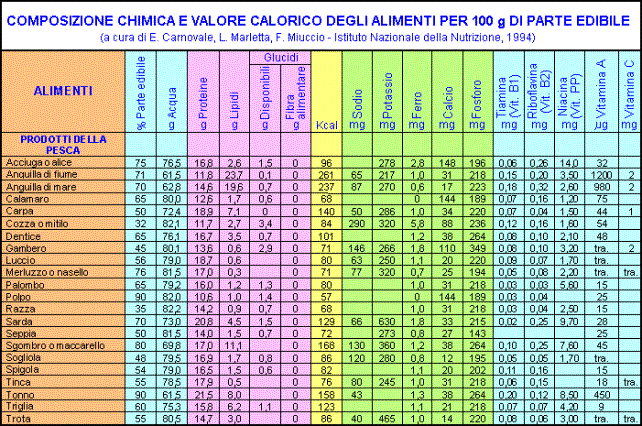 COMPOSIZIONE CHIMICA E VALORE CALORICO DEGLI ALIMENTI PER 100 g DI PARTE EDIBILE
(a cura di E. Carnovale, L. Marletta, F. Miuccio - Istituto Nazionale della Nutrizione, 1994)
ALIMENTI % Parte edibile g Acqua g Proteine g Lipidi Glucidi g Disponibili g Fibra alimentare Kcal Sodio mg Potassio mg Ferro mg Calcio mg Fosforo mg Tiamina (Vit. B1) mg Riboflavina (Vit. B2) mg Niacina (Vit. PP) mg Vitamina A µg Vitamina C mg
PRODOTTI DELLA
PESCA
Acciuga o alice 75 76,5 16,8 2,6 1,5 0 96 278 2,8 148 196 0,06 0,26 14,0 32
Anguilla di fiume 71 61,5 11,8 23,7 0,1 0 261 65 217 1,0 31 218 0,15 0,20 3,50 1200 2
Anguilla di mare 70 62,8 14,6 19,6 0,7 0 237 87 270 0,6 17 223 0,18 0,32 2,60 980 2
Calamaro 65 80,0 12,6 1,7 0,6 0 68 0 144 189 0,07 0,16 1,20 75
Carpa 50 72,4 18,9 7,1 0 0 140 50 286 1,0 34 220 0,07 0,04 1,50 44 1
Cozza o mitilo 32 82,1 11,7 2,7 3,4 0 84 290 320 5,8 88 236 0,12 0,16 1,60 54
Dentice 65 76,1 16,7 3,5 0,7 0 101 1,2 38 264 0,08 0,10 2,10 48
Gambero 45 80,1 13,6 0,6 2,9 0 71 146 266 1,8 110 349 0,08 0,10 3,20 tra. 2
Luccio 56 79,0 18,7 0,6 0 80 63 250 1,1 20 220 0,09 0,07 1,70 tra.
Merluzzo o nasello 76 81,5 17,0 0,3 0 71 77 320 0,7 25 194 0,05 0,08 2,20 tra. tra.
Palombo 65 79,2 16,0 1,2 1,3 0 80 1,0 31 218 0,06 0,04 2,60 15
Polpo 90 82,0 10,6 1,0 1,4 0 57 0 144 189 0,03 0,04 25
Razza 35 82,2 14,2 0,9 0,7 0 68 1,0 31 218 0,03 0,04 2,50 15
Sarda 70 73,0 20,8 4,5 1,5 0 129 66 630 1,8 33 215 0,02 0,25 9,70 28
Seppia 50 81,5 14,0 1,5 0,7 0 72 273 0,8 27 143 25
Sgombro o maccarello 80 69,8 17,0 11,1 0 168 130 360 1,2 38 264 0,10 0,25 7,60 45
Sogliola 48 79,5 16,9 1,7 0,8 0 86 120 280 0,8 12 195 0,05 0,05 1,70 tra.
Spigola 54 79,0 16,5 1,5 0,6 0 82 1,1 20 202 0,11 0,16 15
Tinca 55 78,5 17,9 0,5 0 76 80 245 1,0 31 218 0,06 0,15 18 tra.
Tonno 90 61,5 21,5 8,0 0 158 43 1,3 38 264 0,20 0,12 8,50 450
Triglia 60 75,3 15,8 6,2 1,1 0 123 1,1 21 218 0,07 0,07 4,20 9
Trota 55 80,5 14,7 3,0 0 86 40 465 1,0 14 220 0,08 0,06 3,00 tra. tra.